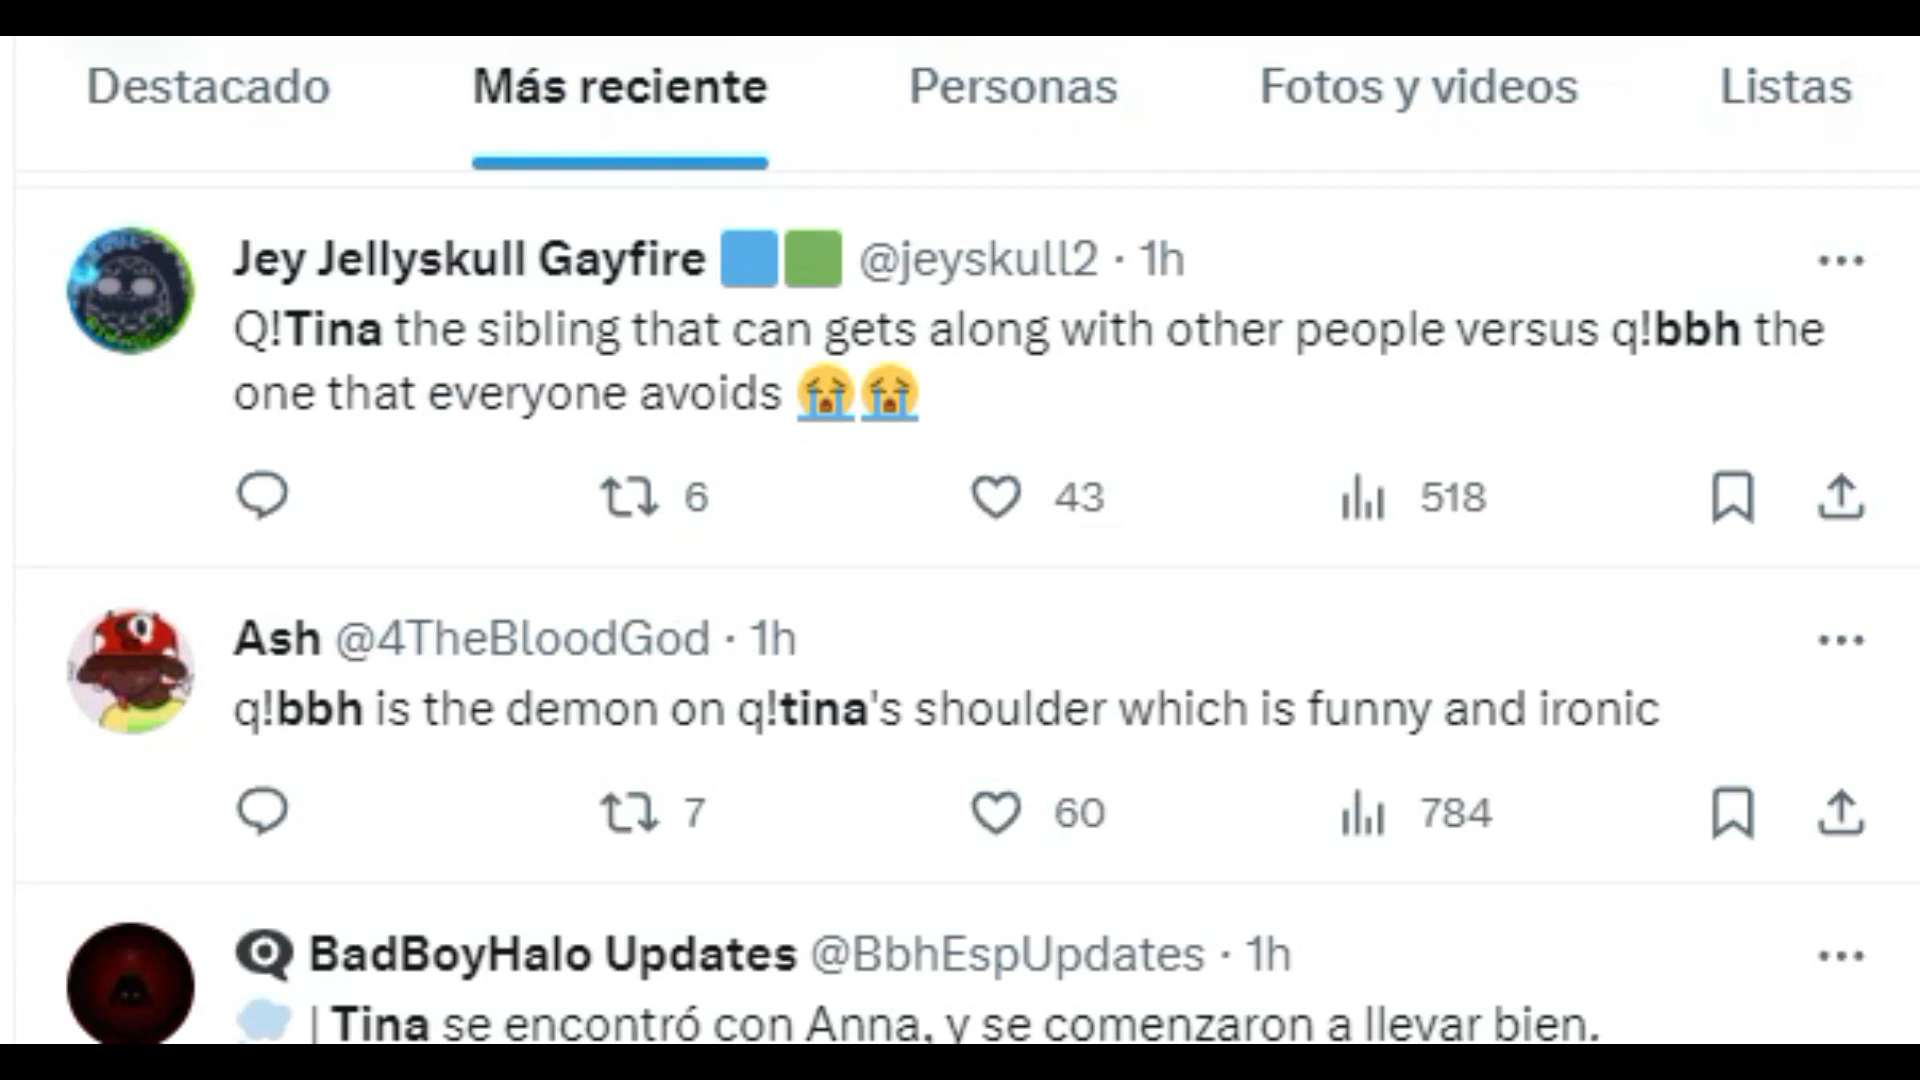 Destacado Más reciente Personas Fotos y videos Listas
Jey Jellyskull Gayfire 🟦🟩 @jeyskull2 · 1h
Q!Tina the sibling that can gets along with other people versus q!bbh the
one that everyone avoids 😭😭
6 43 518
Ash @4TheBloodGod · 1h
q!bbh is the demon on q!tina's shoulder which is funny and ironic
7 60 784
BadBoyHalo Updates @BbhEspUpdates · 1h
| Tina se encontró con Anna, y se comenzaron a llevar bien.